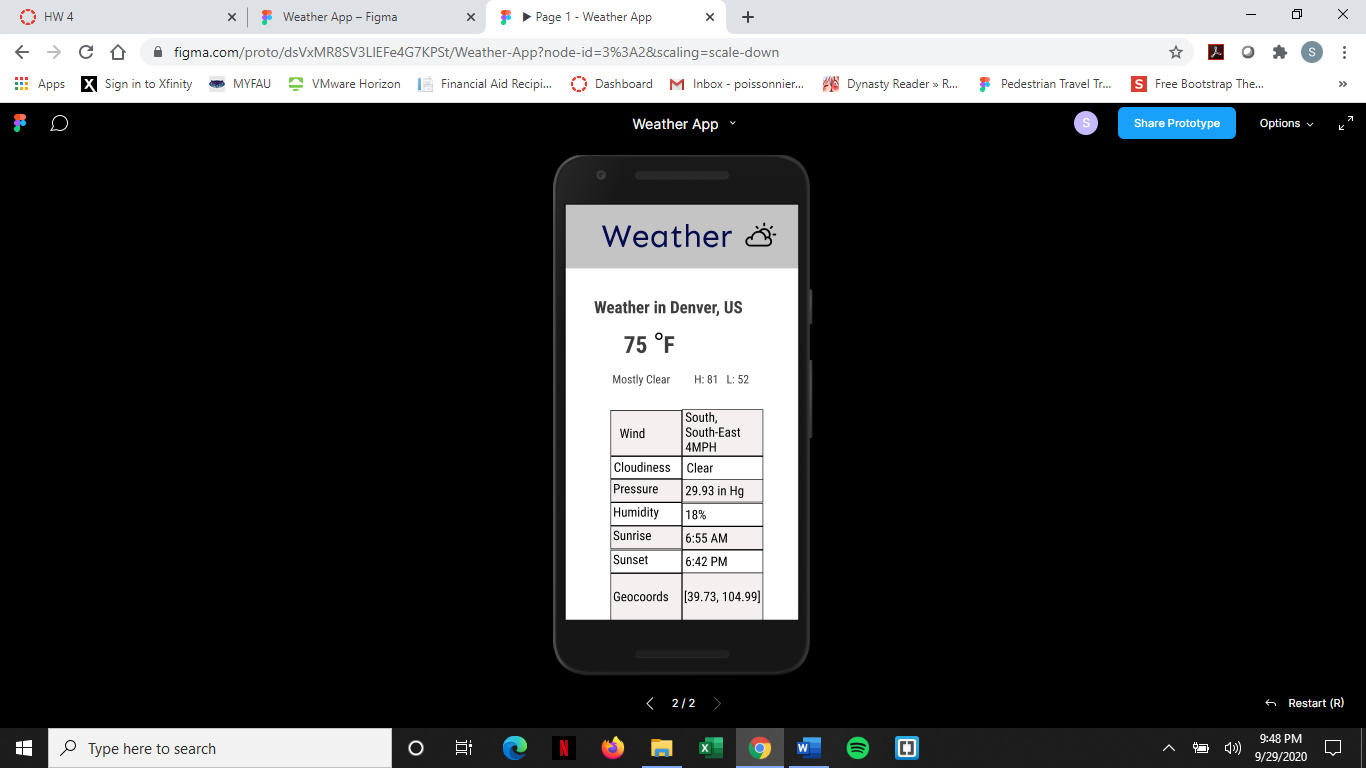 HW 4
Weather App – Figma
▶ Page 1 - Weather App
figma.com/proto/dsVxMR8SV3LIEFe4G7KPSt/Weather-App?node-id=3%3A2&scaling=scale-down
S
Apps
X Sign in to Xfinity
MYFAU
VMware Horizon
Financial Aid Recipi...
Dashboard
Inbox - poissonnier...
Dynasty Reader » R...
Pedestrian Travel Tr...
S Free Bootstrap The...
»
Weather App
S
Share Prototype
Options
Weather
Weather in Denver, US
75 °F
Mostly Clear H: 81 L: 52
Wind
South,
South-East
4MPH
Cloudiness Clear
Pressure 29.93 in Hg
Humidity 18%
Sunrise 6:55 AM
Sunset 6:42 PM
Geocoords [39.73, 104.99]
2 / 2
Restart (R)
Type here to search
N
X
W
9:48 PM
9/29/2020